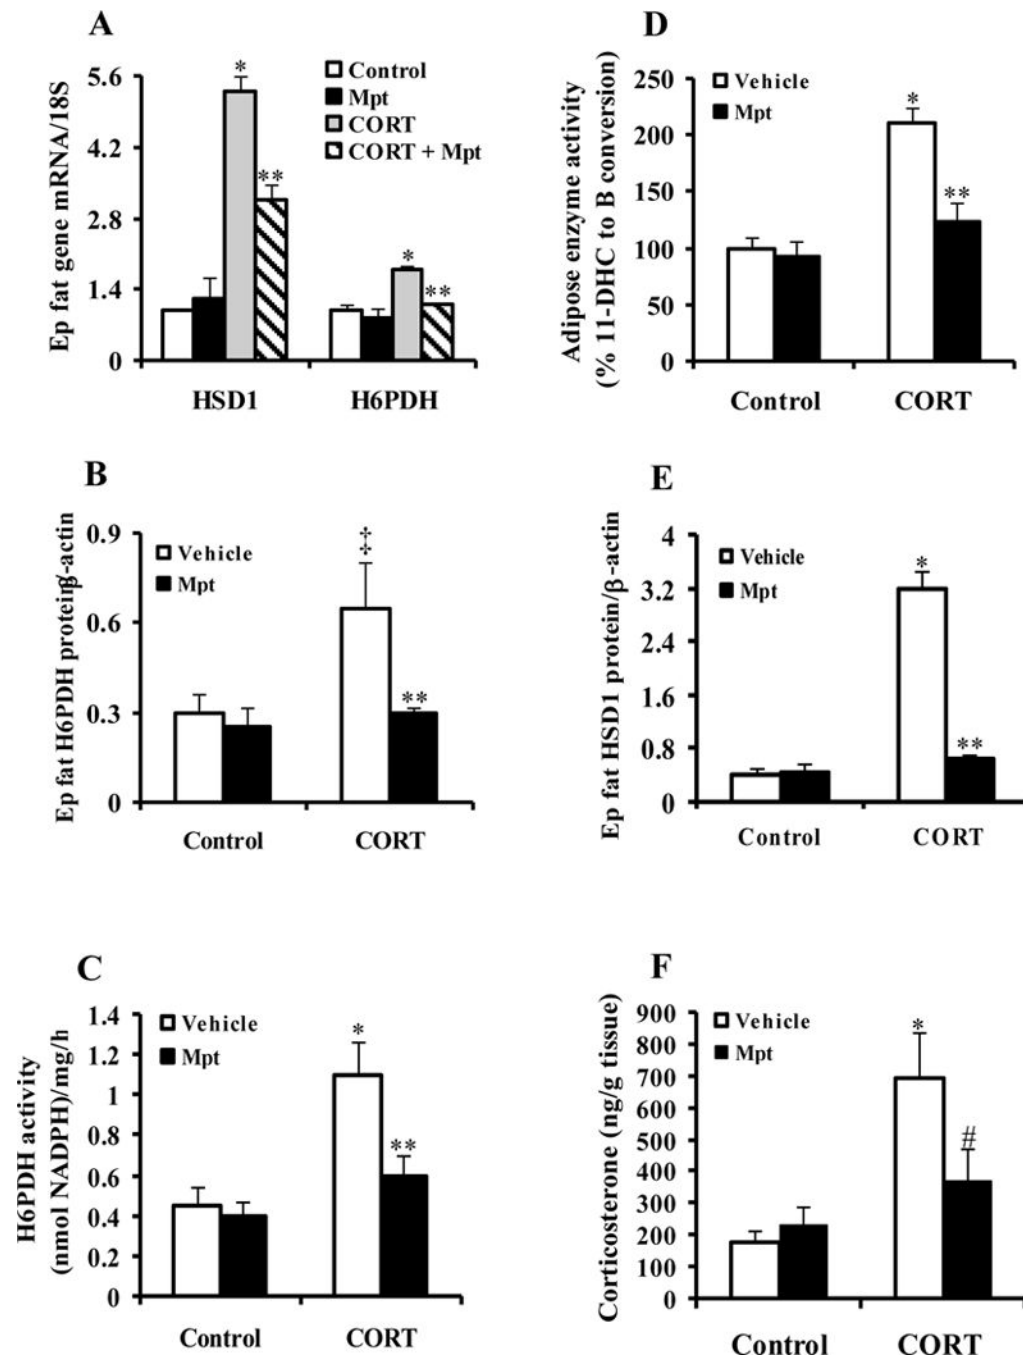 A
Ep fat gene mRNA/18S
5.6
4.2
2.8
1.4
0
*
**
*
**
Control
Mpt
CORT
CORT + Mpt
HSD1 H6PDH
D
Adipose enzyme activity
(% 11-DHC to B conversion)
250
200
150
100
50
0
Vehicle
Mpt
*
**
Control CORT
B
Ep fat H6PDH protein/β-actin
0.9
0.6
0.3
0
Vehicle
Mpt
‡
**
Control CORT
E
Ep fat HSD1 protein/β-actin
4
3.2
2.4
1.6
0.8
0
Vehicle
Mpt
*
**
Control CORT
C
H6PDH activity
(nmol NADPH)/mg/h
1.4
1.2
1
0.8
0.6
0.4
0.2
0
Vehicle
Mpt
*
**
Control CORT
F
Corticosterone (ng/g tissue)
900
800
700
600
500
400
300
200
100
0
Vehicle
Mpt
*
#
Control CORT